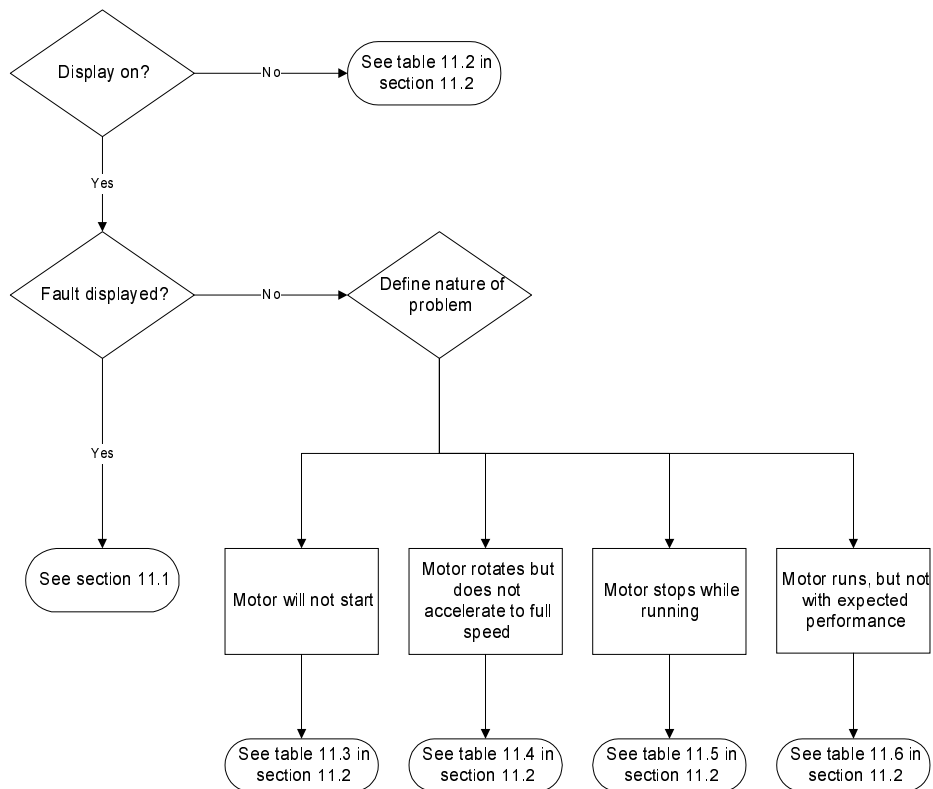 Display on?
No
See table 11.2 in
section 11.2
Yes
Fault displayed?
No
Define nature of
problem
Yes
See section 11.1
Motor will not start
Motor rotates but
does not
accelerate to full
speed
Motor stops while
running
Motor runs, but not
with expected
performance
See table 11.3 in
section 11.2
See table 11.4 in
section 11.2
See table 11.5 in
section 11.2
See table 11.6 in
section 11.2